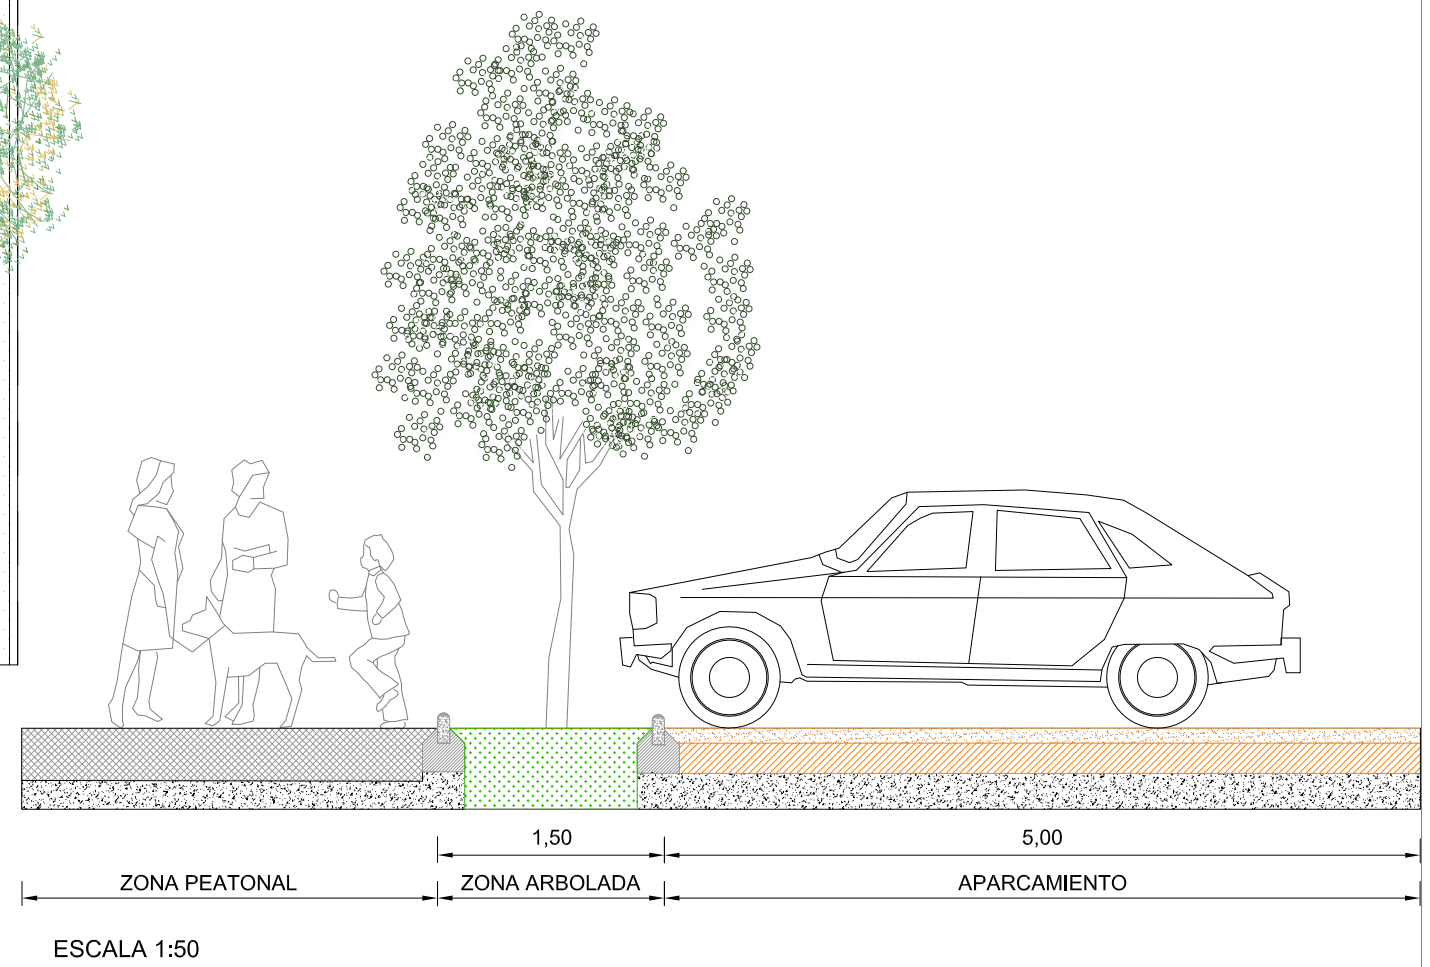 1,50
5,00
ZONA PEATONAL
ZONA ARBOLADA
APARCAMIENTO
ESCALA 1:50